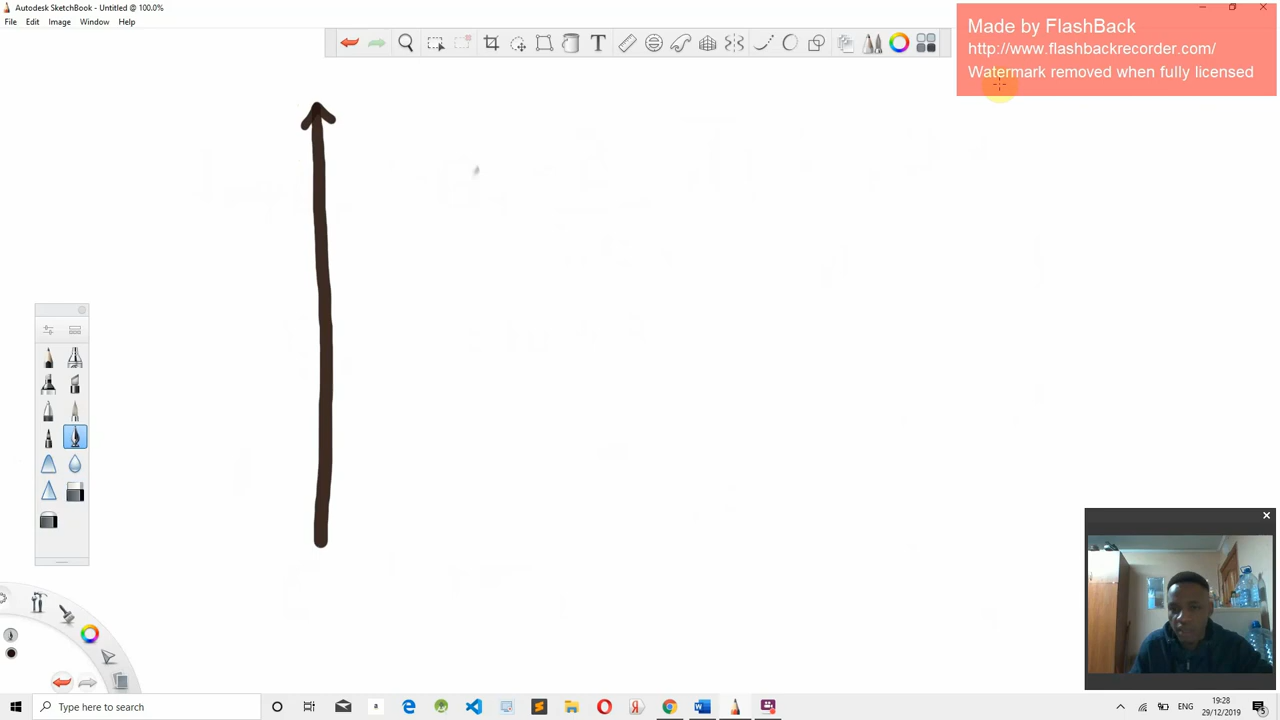 Autodesk SketchBook - Untitled @ 100.0%
File Edit Image Window Help
Made by FlashBack
http://www.flashbackrecorder.com/
Watermark removed when fully licensed
Type here to search
ENG
19:28
29/12/2019